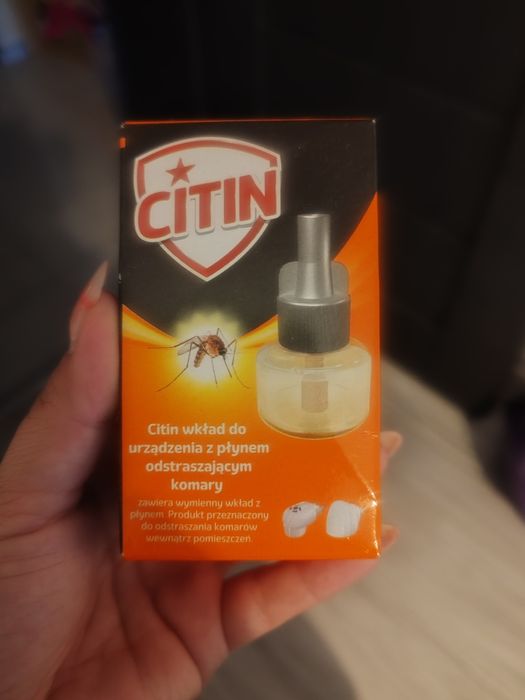 CITIN
Citin wkład do
urządzenia z płynem
odstraszającym
komary
zawiera wymienny wkład z
płynem. Produkt przeznaczony
do odstraszania komarów
wewnątrz pomieszczeń.